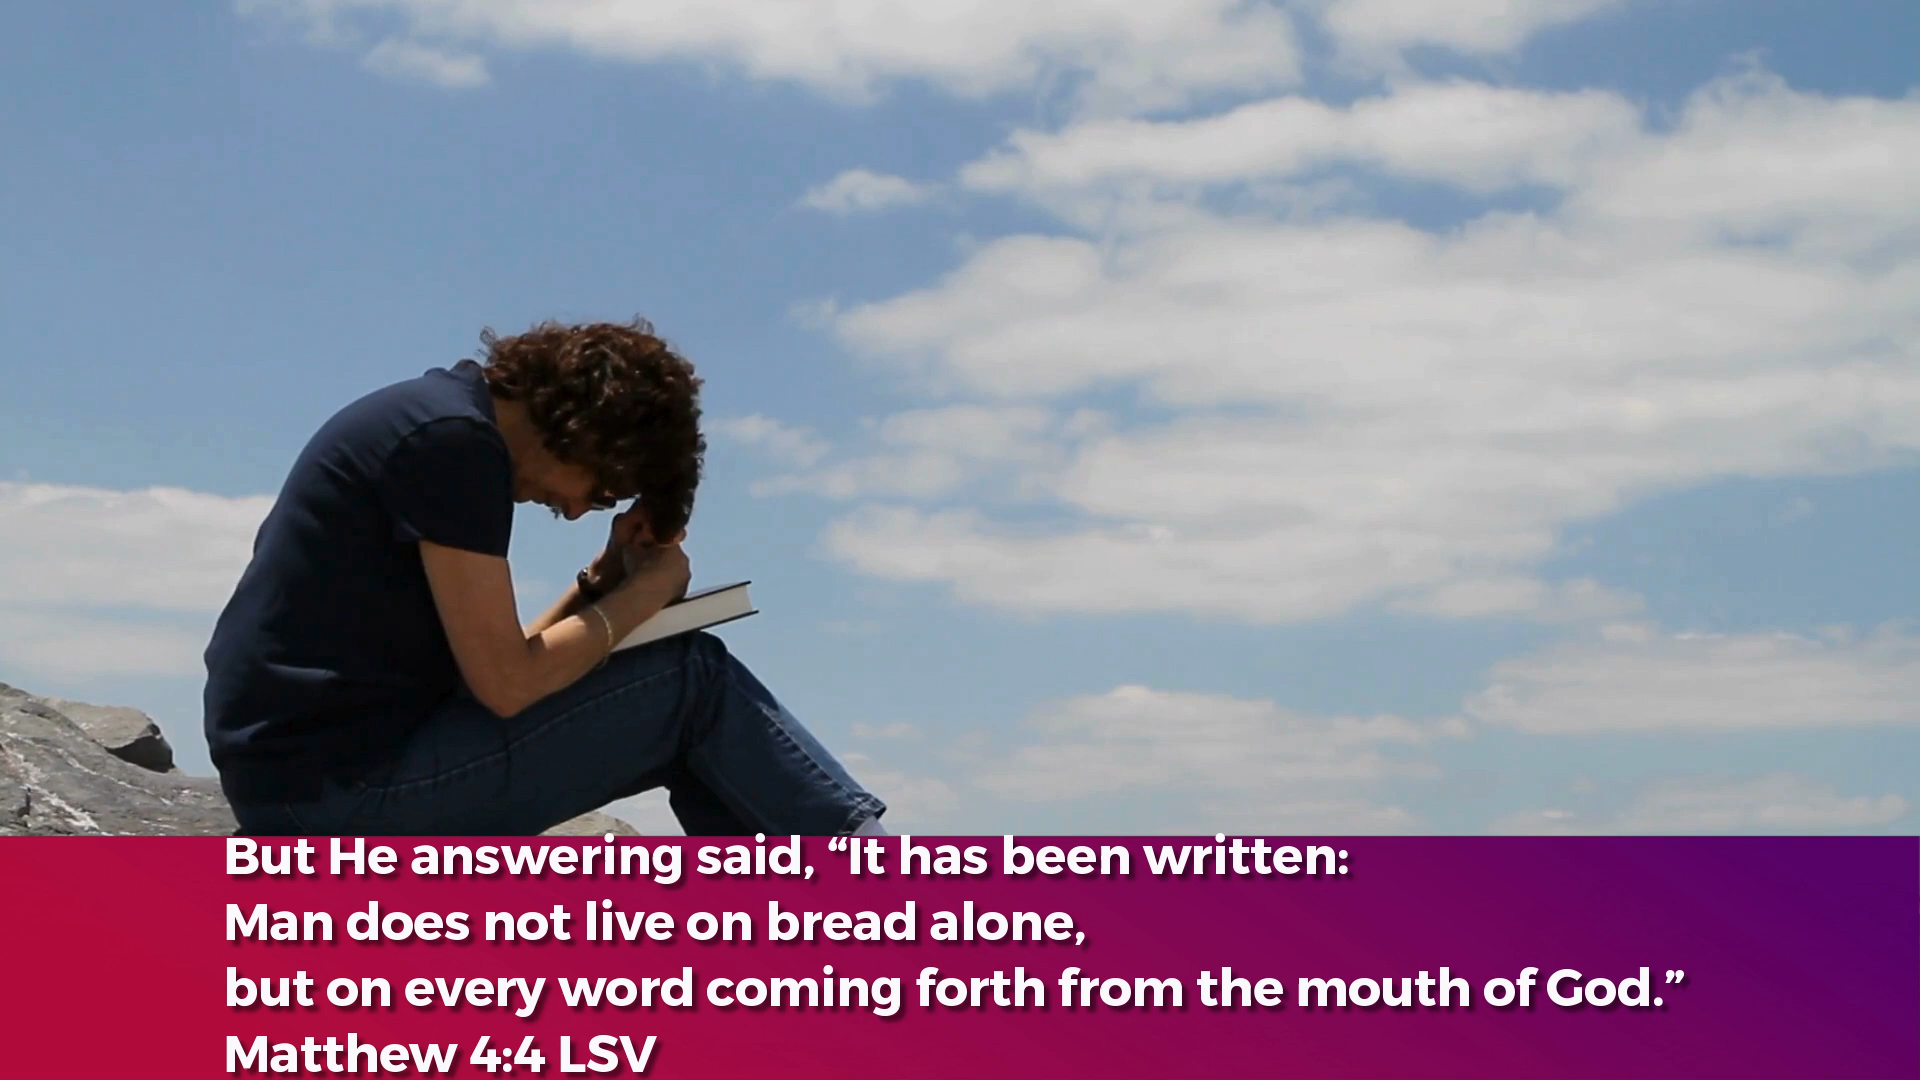 But He answering said, “It has been written:
Man does not live on bread alone,
but on every word coming forth from the mouth of God.”
Matthew 4:4 LSV